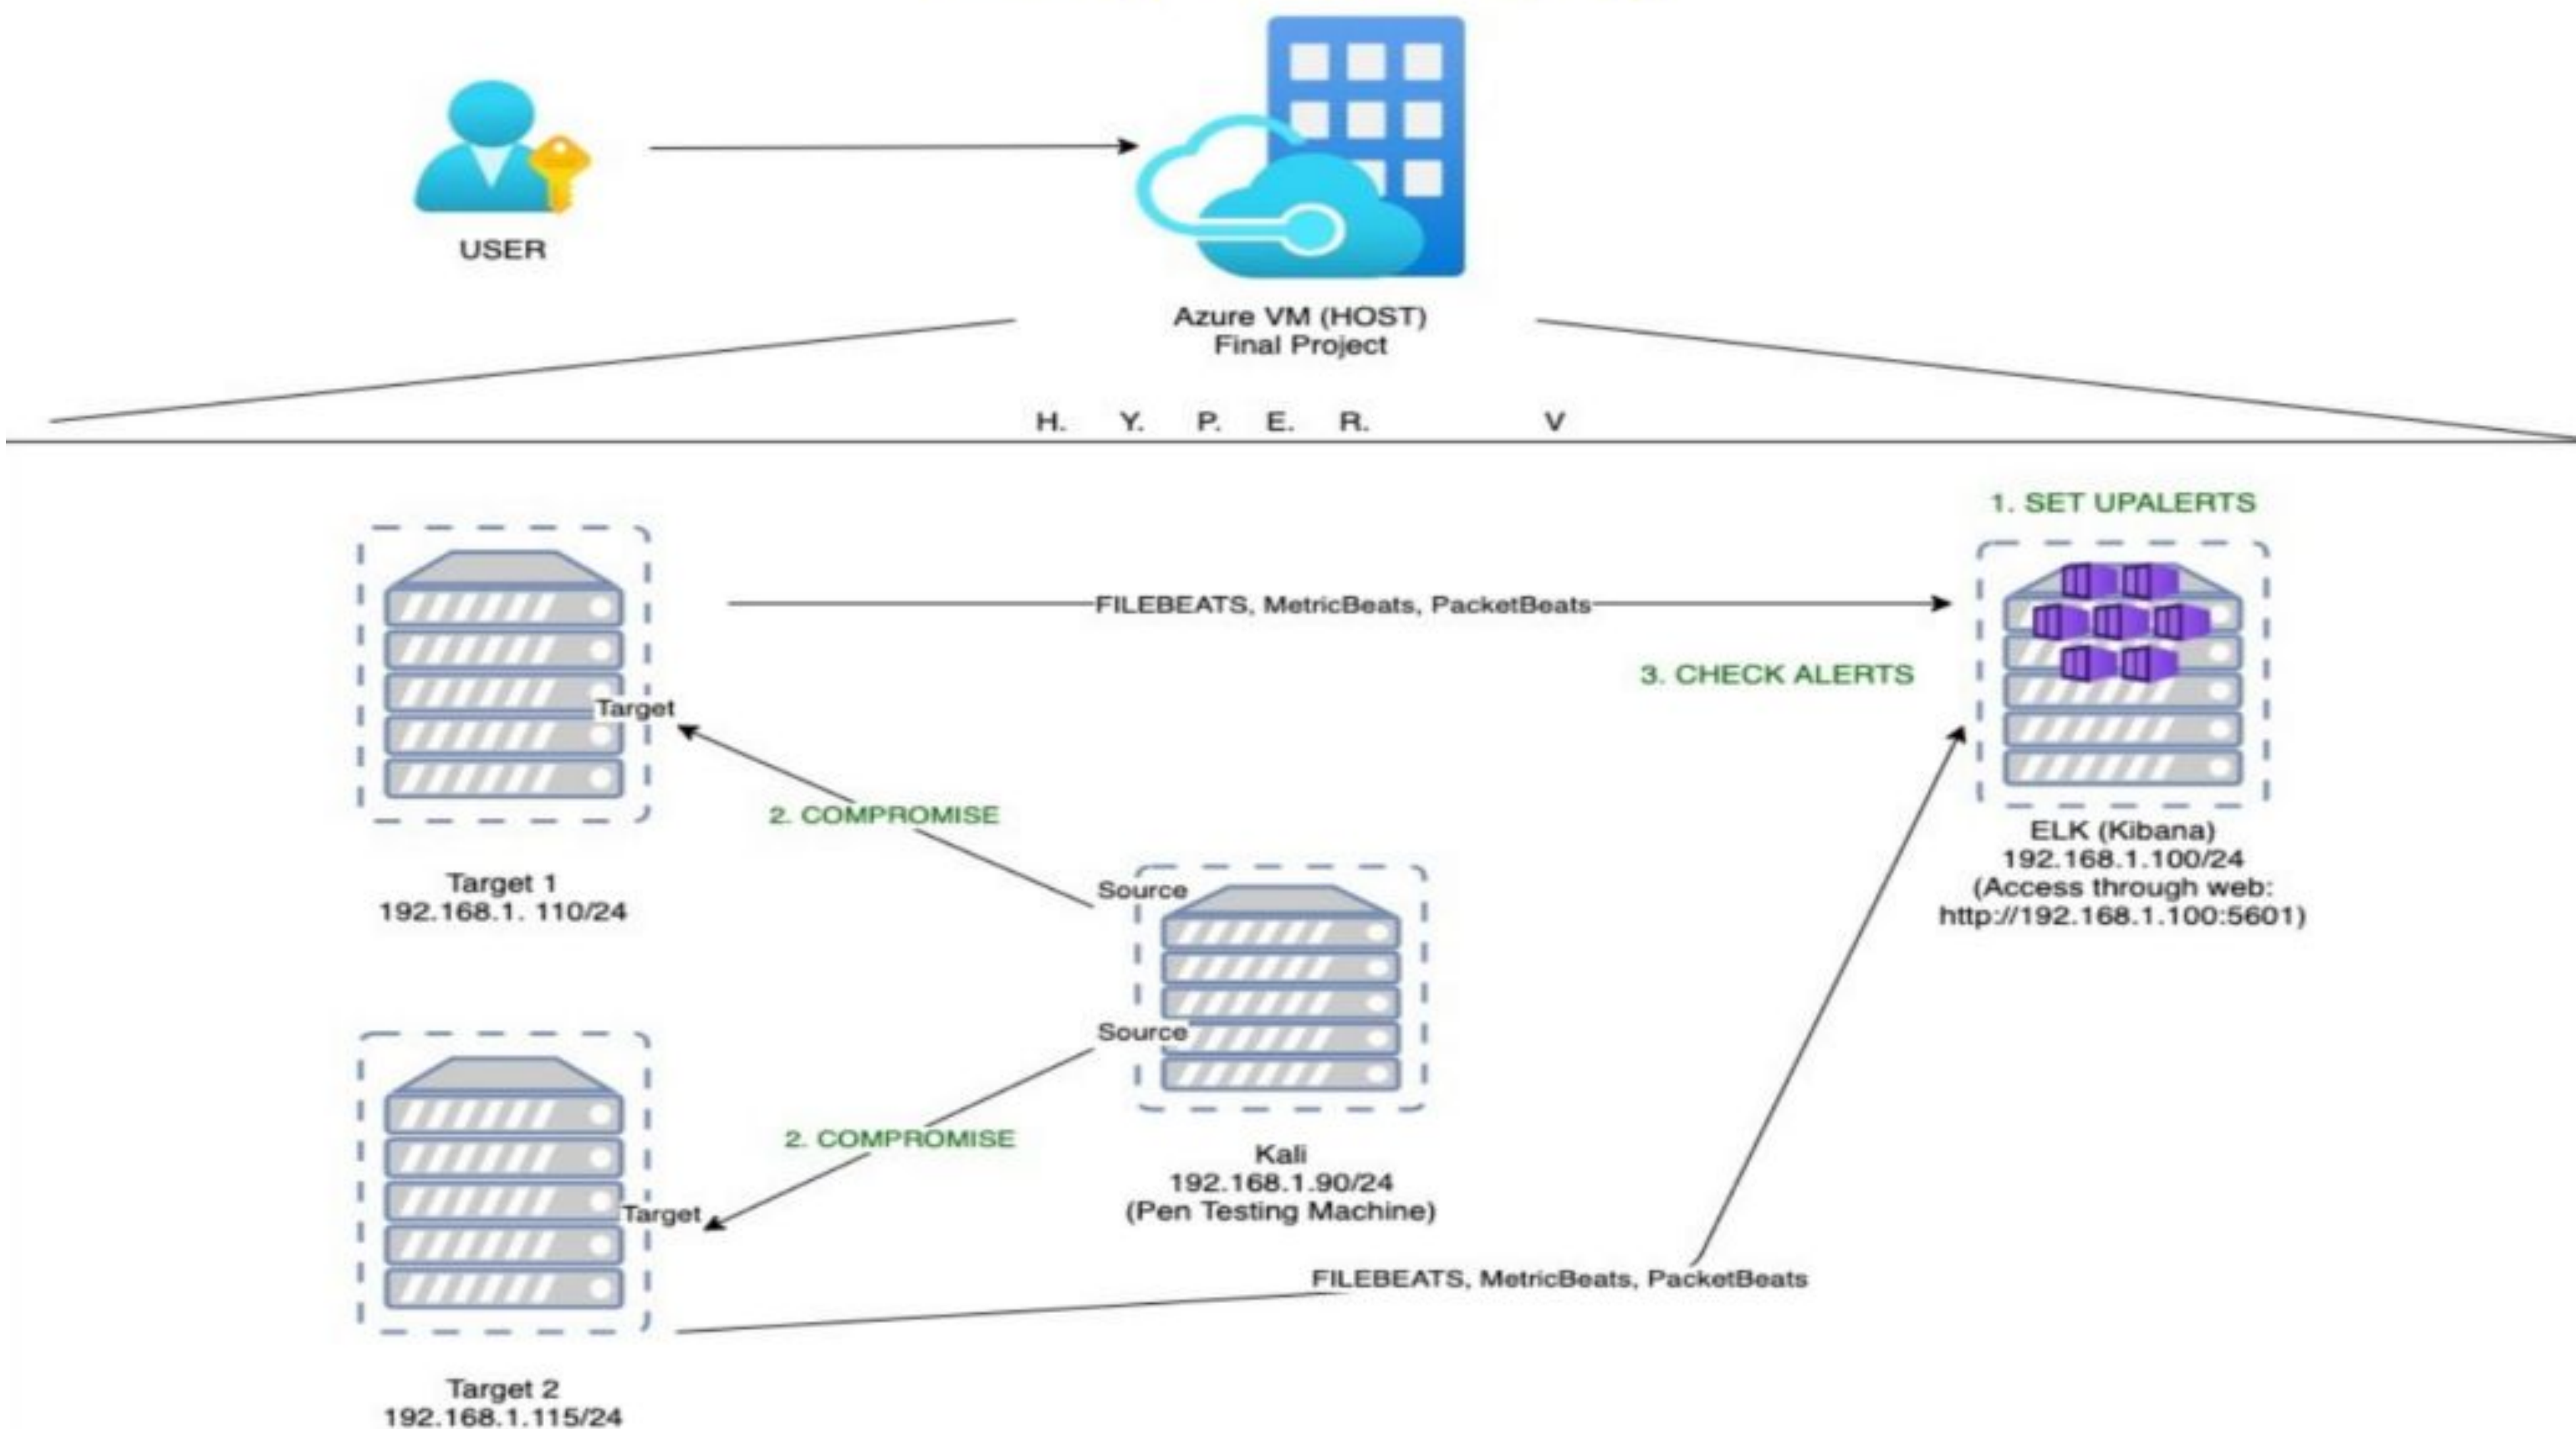 USER
Azure VM (HOST)
Final Project
H. Y. P. E. R. V
1. SET UPALERTS
FILEBEATS, MetricBeats, PacketBeats
3. CHECK ALERTS
Target
2. COMPROMISE
ELK (Kibana)
192.168.1.100/24
(Access through web:
http://192.168.1.100:5601)
Target 1
192.168.1. 110/24
Source
Source
2. COMPROMISE
Target
Kali
192.168.1.90/24
(Pen Testing Machine)
FILEBEATS, MetricBeats, PacketBeats
Target 2
192.168.1.115/24